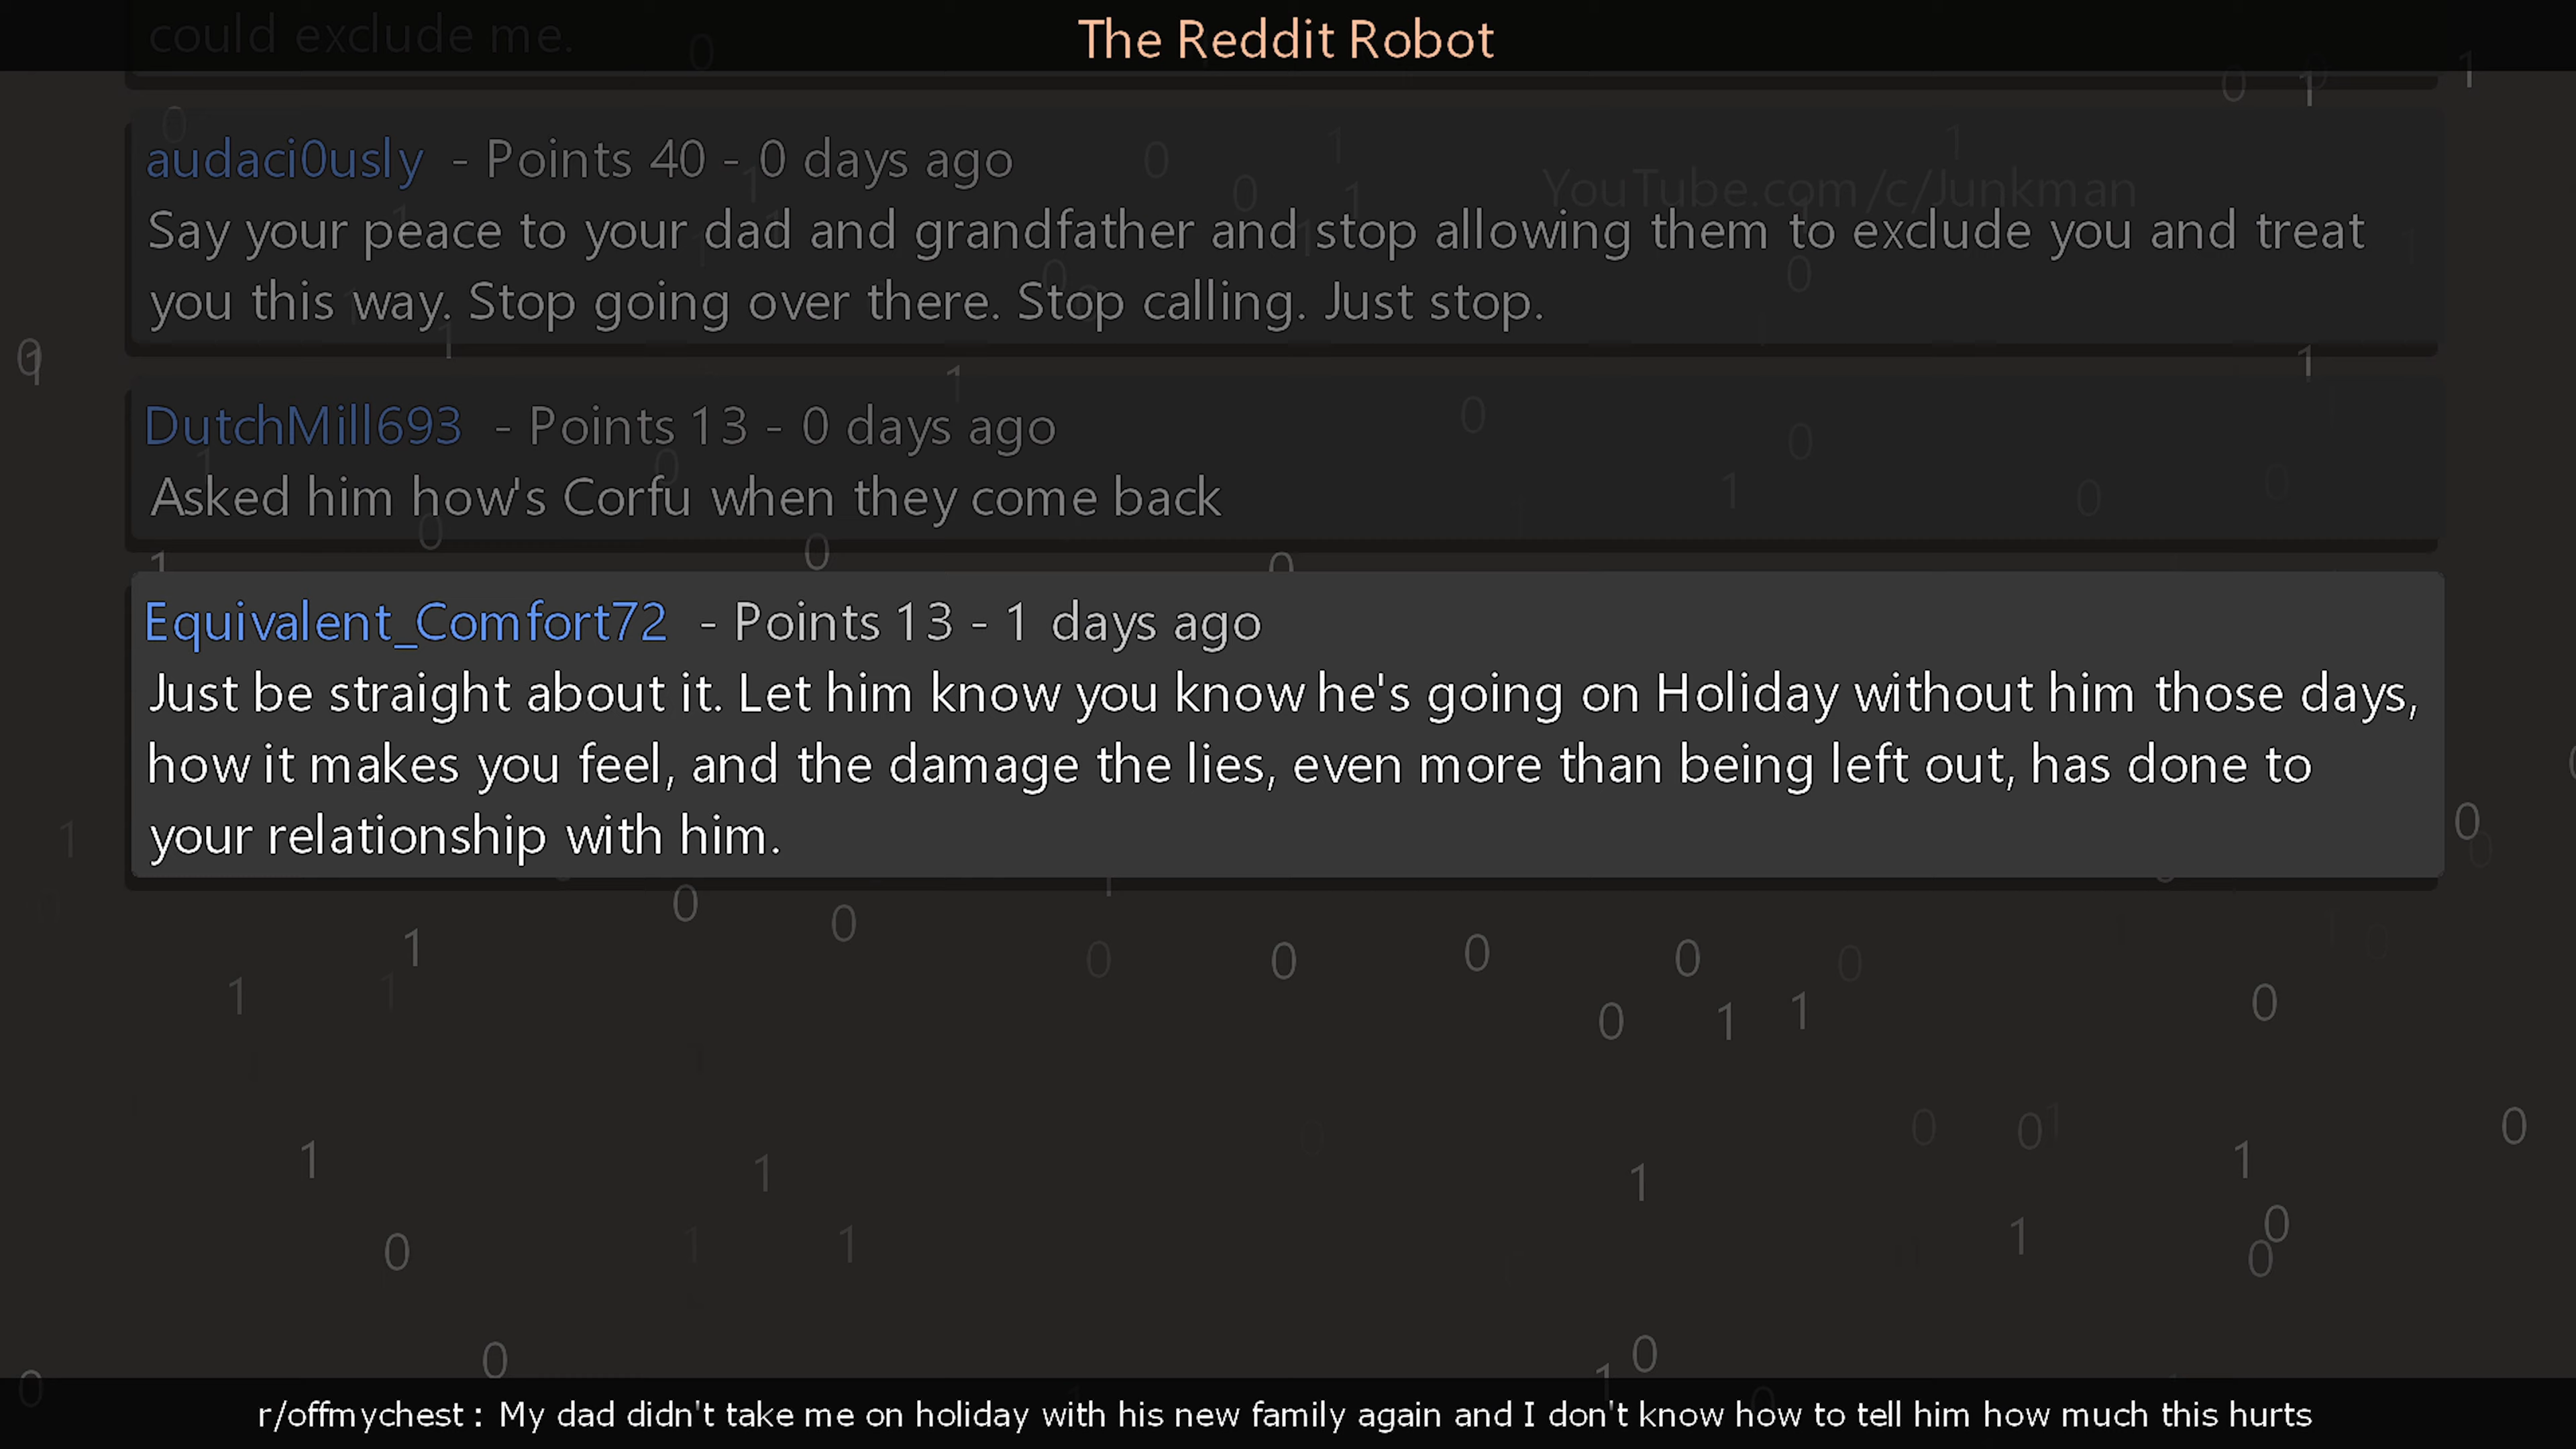 The Reddit Robot
could exclude me.
audaci0usly - Points 40 - 0 days ago
YouTube.com/c/Junkman
Say your peace to your dad and grandfather and stop allowing them to exclude you and treat
you this way. Stop going over there. Stop calling. Just stop.
DutchMill693 - Points 13 - 0 days ago
Asked him how's Corfu when they come back
Equivalent_Comfort72 - Points 13 - 1 days ago
Just be straight about it. Let him know you know he's going on Holiday without him those days,
how it makes you feel, and the damage the lies, even more than being left out, has done to
your relationship with him.
r/offmychest : My dad didn't take me on holiday with his new family again and I don't know how to tell him how much this hurts